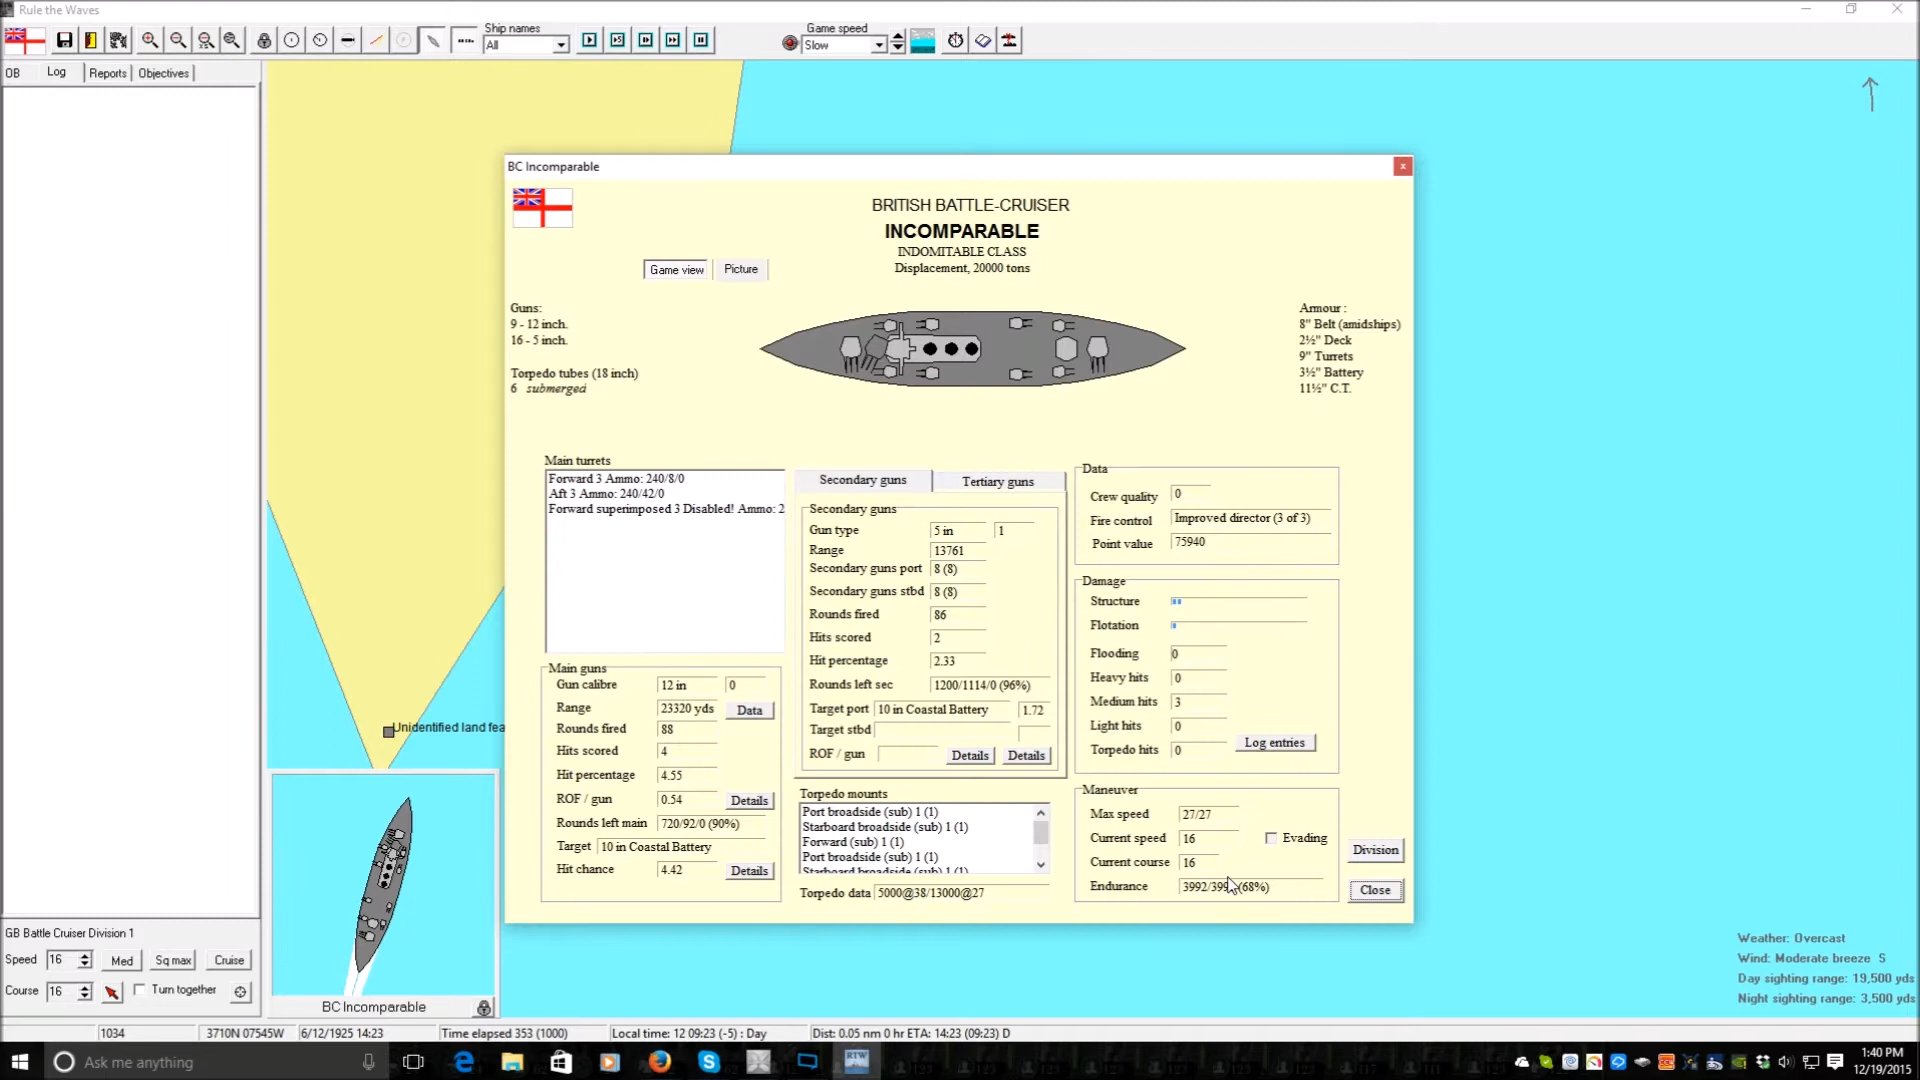 Rule the Waves
Ship names
All
Game speed
Slow
OB
Log
Reports
Objectives
BC Incomparable
BRITISH BATTLE-CRUISER
INCOMPARABLE
INDOMITABLE CLASS
Displacement, 20000 tons
Game view
Picture
Guns:
9 - 12 inch.
16 - 5 inch.
Torpedo tubes (18 inch)
6 submerged
Armour :
8" Belt (amidships)
2½" Deck
9" Turrets
3½" Battery
11½" C.T.
Main turrets
Forward 3 Ammo: 240/8/0
Aft 3 Ammo: 240/42/0
Forward superimposed 3 Disabled! Ammo: 2
Main guns
Gun calibre 12 in 0
Range 23320 yds Data
Rounds fired 88
Hits scored 4
Hit percentage 4.55
ROF / gun 0.54 Details
Rounds left main 720/92/0 (90%)
Target 10 in Coastal Battery
Hit chance 4.42 Details
Secondary guns
Tertiary guns
Secondary guns
Gun type 5 in 1
Range 13761
Secondary guns port 8 (8)
Secondary guns stbd 8 (8)
Rounds fired 86
Hits scored 2
Hit percentage 2.33
Rounds left sec 1200/1114/0 (96%)
Target port 10 in Coastal Battery 1.72
Target stbd
ROF / gun Details Details
Torpedo mounts
Port broadside (sub) 1 (1)
Starboard broadside (sub) 1 (1)
Forward (sub) 1 (1)
Port broadside (sub) 1 (1)
Starboard broadside (sub) 1 (1)
Torpedo data 5000@38/13000@27
Data
Crew quality 0
Fire control Improved director (3 of 3)
Point value 75940
Damage
Structure
Flotation
Flooding 0
Heavy hits 0
Medium hits 3
Light hits 0
Torpedo hits 0
Log entries
Maneuver
Max speed 27/27
Current speed 16 Evading
Current course 16
Endurance 3992/399 (68%)
Division
Close
Unidentified land fea
GB Battle Cruiser Division 1
Speed 16 Med Sq max Cruise
Course 16 Turn together
BC Incomparable
Weather: Overcast
Wind: Moderate breeze S
Day sighting range: 19,500 yds
Night sighting range: 3,500 yds
1034
3710N 07545W
6/12/1925 14:23
Time elapsed 353 (1000)
Local time: 12 09:23 (-5) : Day
Dist: 0.05 nm 0 hr ETA: 14:23 (09:23) D
Ask me anything
RTW
1:40 PM
12/19/2015